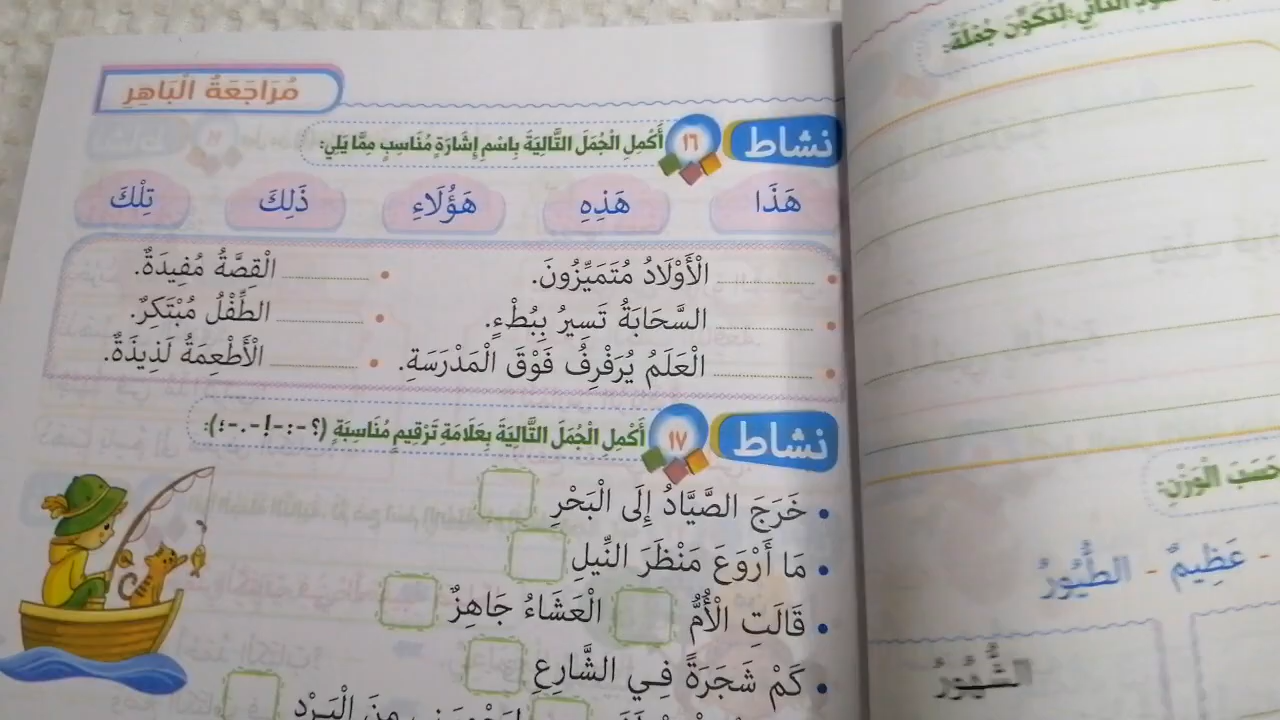 لِتُكَوِّنَ جُمْلَةً:
حَسَبَ الْوَزْنِ:
- عَظِيمٌ - الطُّيُورُ
مُرَاجَعَةُ الْبَاهِرِ
نشاط ١٦ أَكْمِلِ الْجُمَلَ التَّالِيَةَ بِاسْمِ إِشَارَةٍ مُنَاسِبٍ مِمَّا يَلِي:
هَذَا هَذِهِ هَؤُلَاءِ ذَلِكَ تِلْكَ
• ........ الْأَوْلَادُ مُتَمَيِّزُونَ. • ........ الْقِصَّةُ مُفِيدَةٌ.
• ........ السَّحَابَةُ تَسِيرُ بِبُطْءٍ. • ........ الطِّفْلُ مُبْتَكِرٌ.
• ........ الْعَلَمُ يُرَفْرِفُ فَوْقَ الْمَدْرَسَةِ. • ........ الْأَطْعِمَةُ لَذِيذَةٌ.
نشاط ١٧ أَكْمِلِ الْجُمَلَ التَّالِيَةَ بِعَلَامَةِ تَرْقِيمٍ مُنَاسِبَةٍ (؟ -:-!-.-؛):
• خَرَجَ الصَّيَّادُ إِلَى الْبَحْرِ
• مَا أَرْوَعَ مَنْظَرَ النِّيلِ
• قَالَتِ الْأُمُّ الْعَشَاءُ جَاهِزٌ
• كَمْ شَجَرَةً فِي الشَّارِعِ
مِنَ الْبَرْدِ